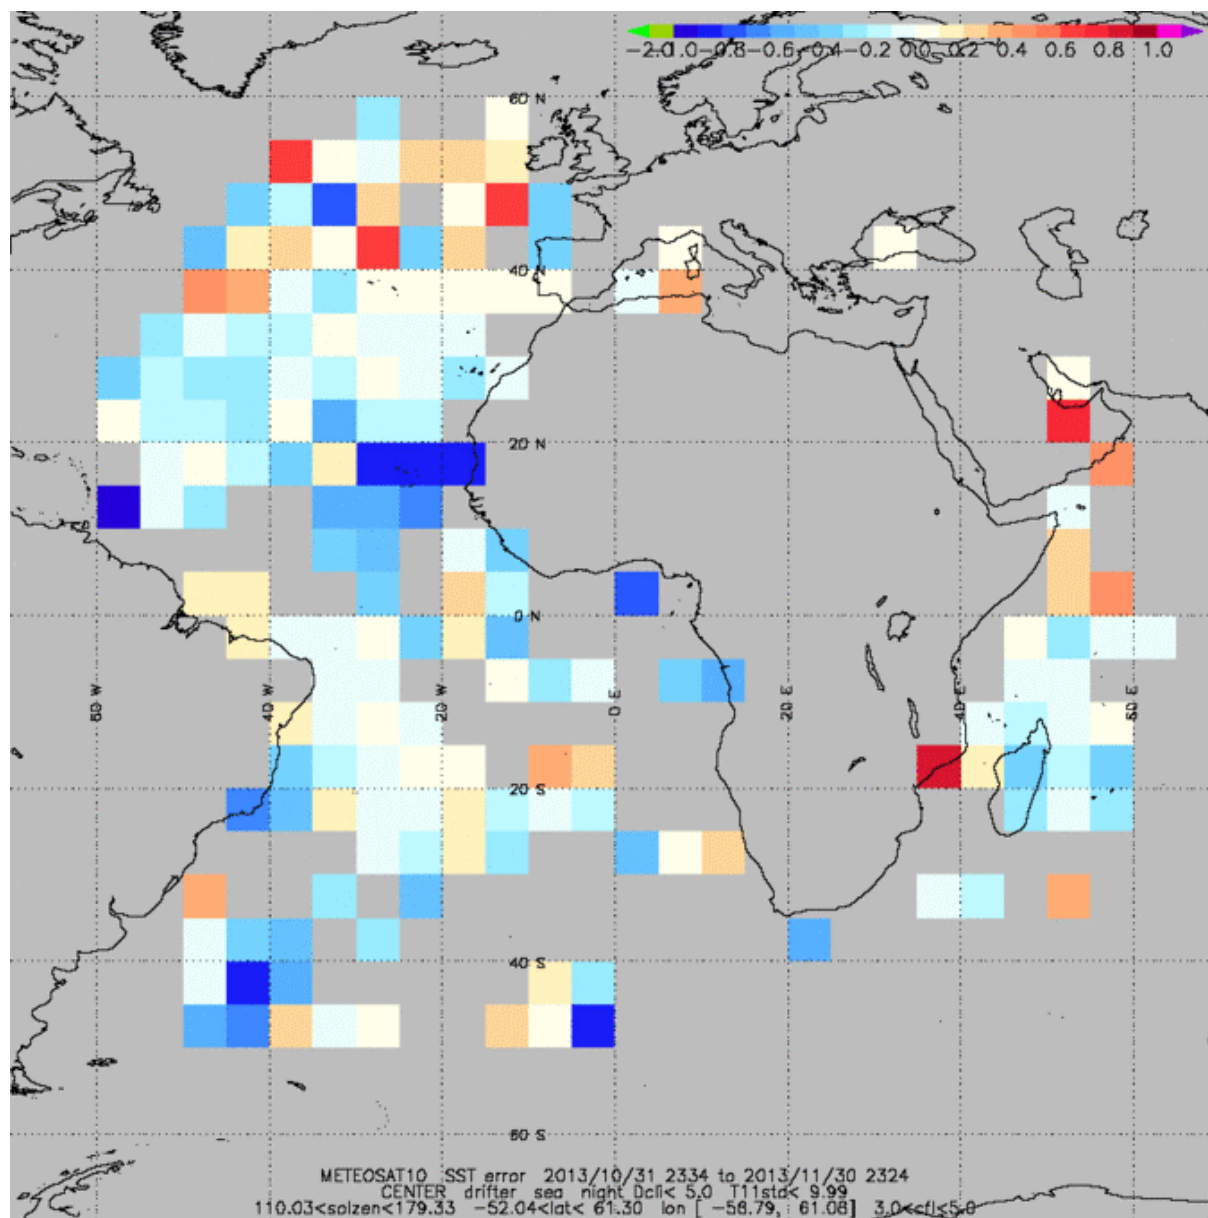 -2.0 -1.0 -0.8 -0.6 -0.4 -0.2 0.0 0.2 0.4 0.6 0.8 1.0
60 N
40 N
20 N
0 N
60 W 40 W 20 W 0 E 20 E 40 E 60 E
20 S
40 S
60 S
METEOSAT10 SST error 2013/10/31 2334 to 2013/11/30 2324
CENTER drifter sea night Dcli< 5.0 T11std< 9.99
110.03<solzen<179.33 -52.04<lat< 61.30 lon [ -58.79, 61.08] 3.0<cfl<5.0